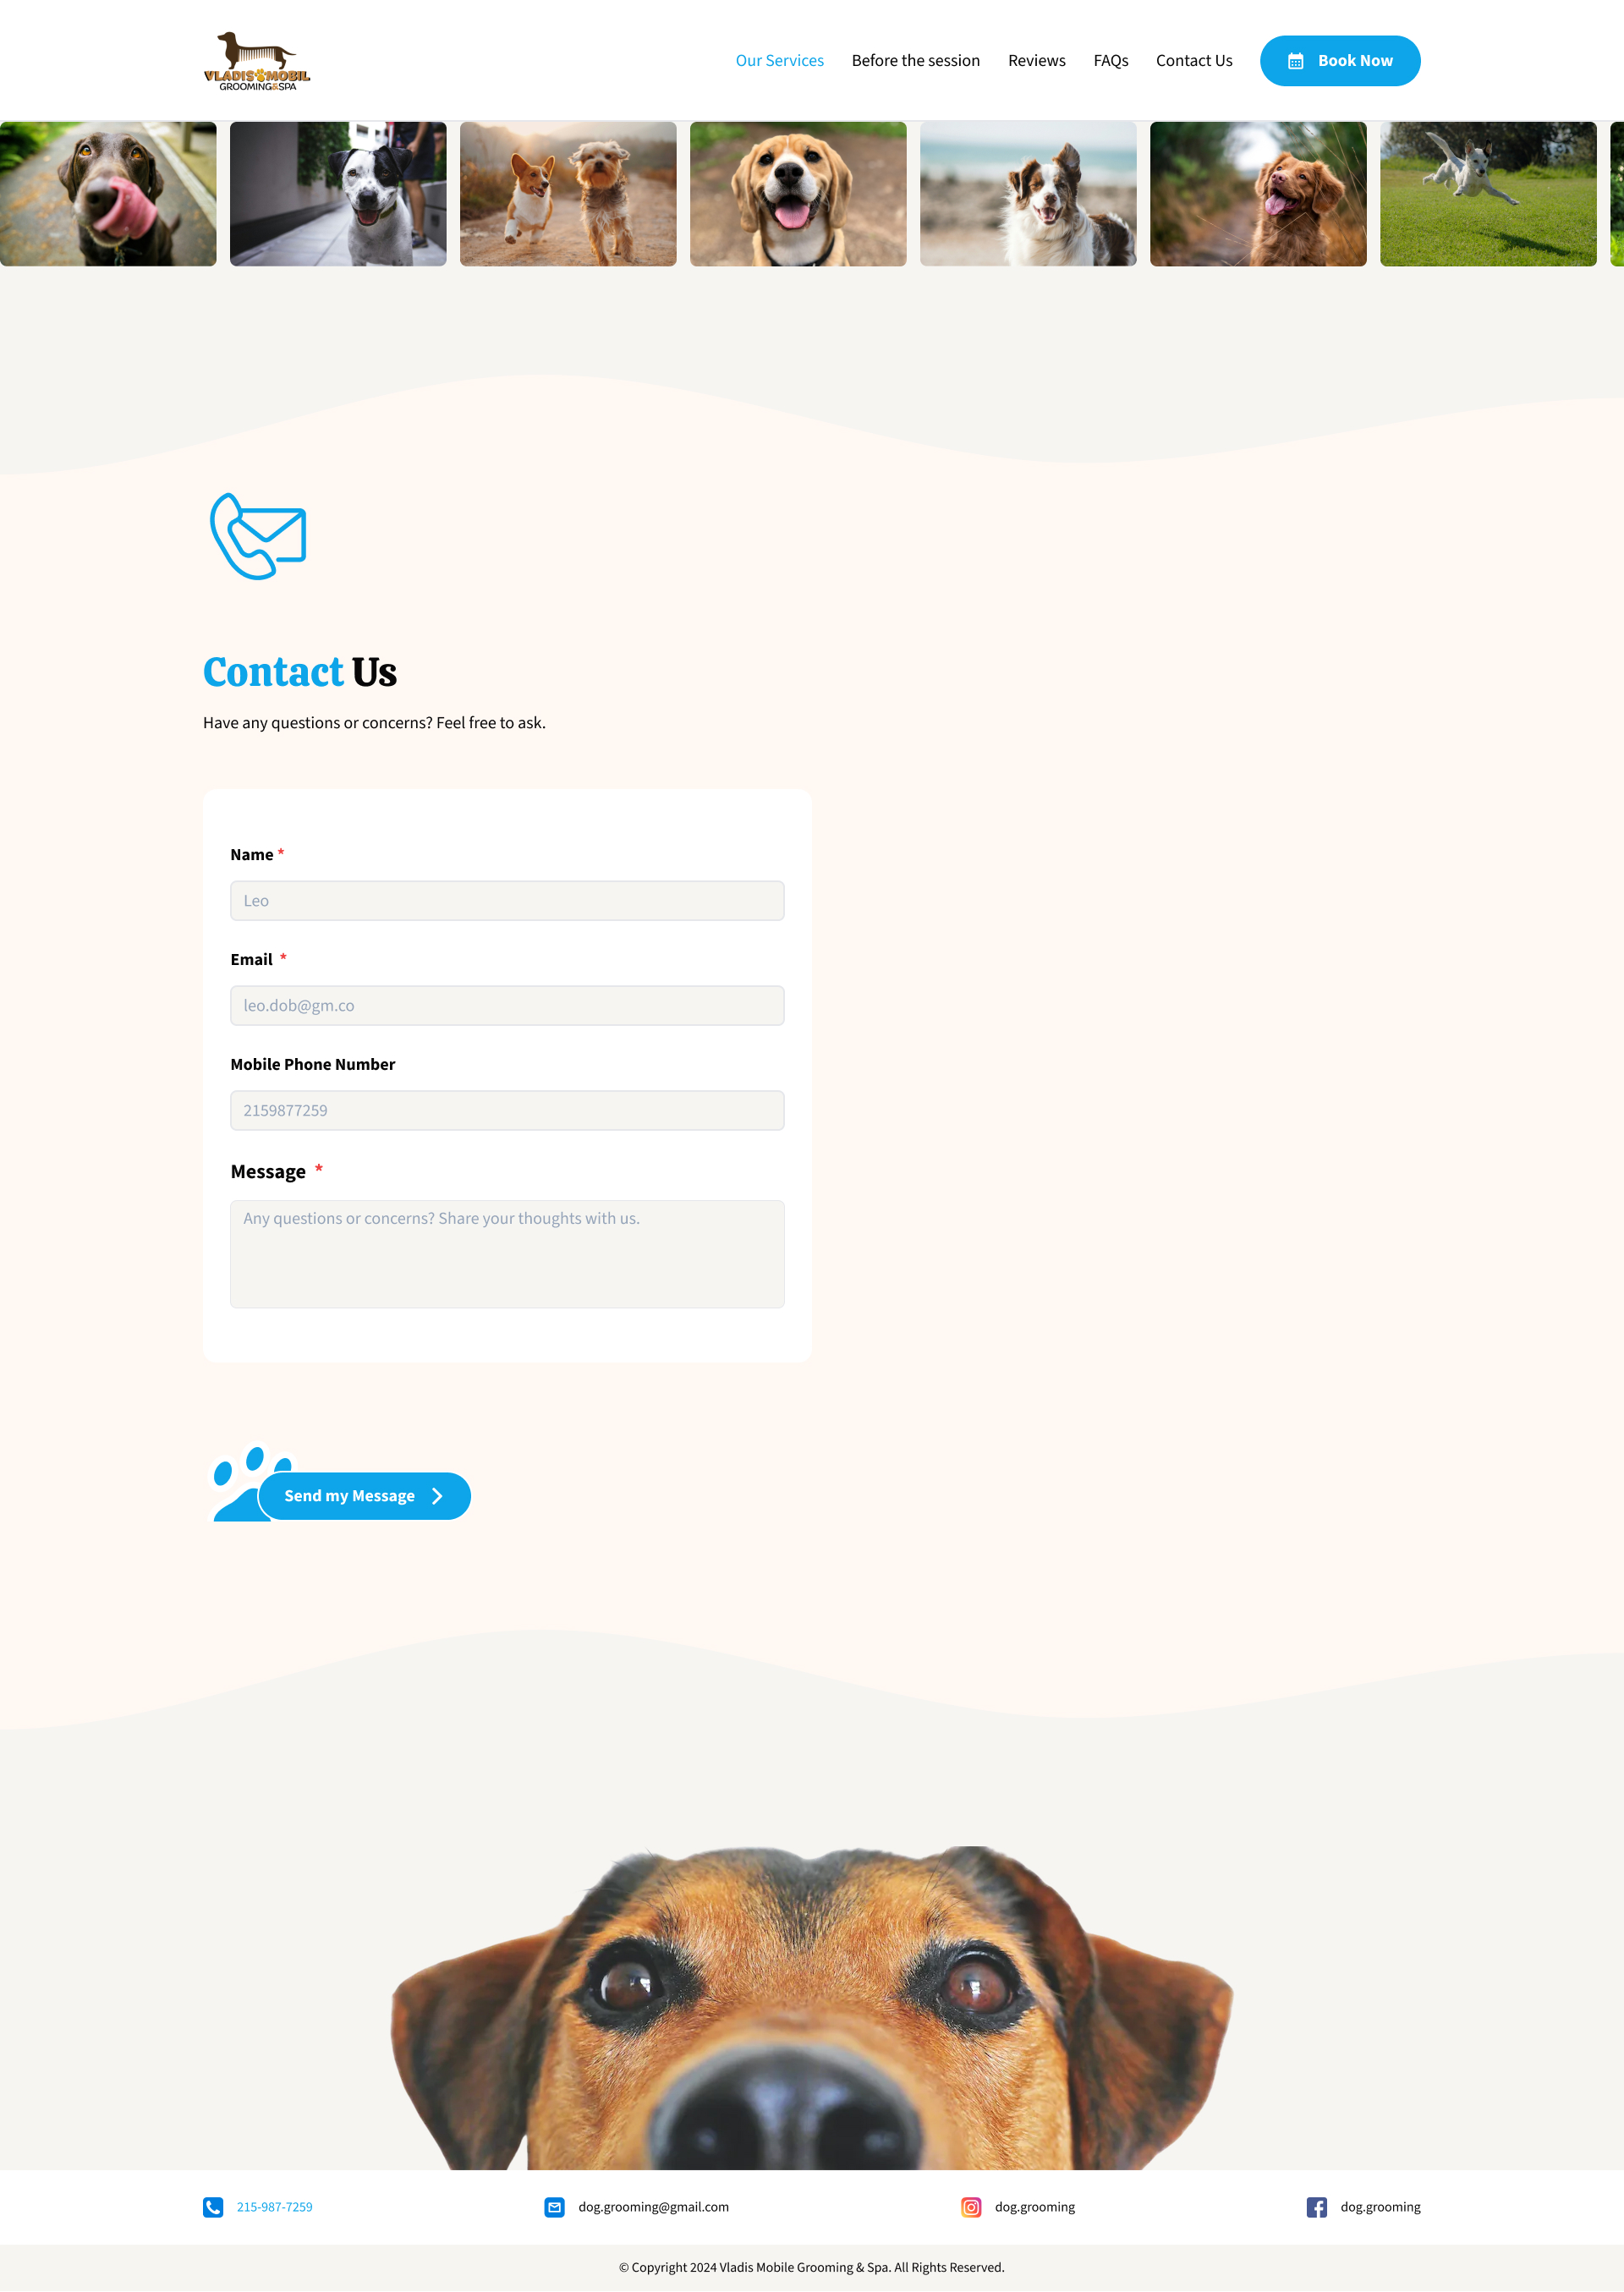 VLADIS MOBIL
GROOMING&SPA
Our Services
Before the session
Reviews
FAQs
Contact Us
Book Now
Contact Us
Have any questions or concerns? Feel free to ask.
Name *
Leo
Email *
leo.dob@gm.co
Mobile Phone Number
2159877259
Message *
Any questions or concerns? Share your thoughts with us.
Send my Message
215-987-7259
dog.grooming@gmail.com
dog.grooming
dog.grooming
© Copyright 2024 Vladis Mobile Grooming & Spa. All Rights Reserved.